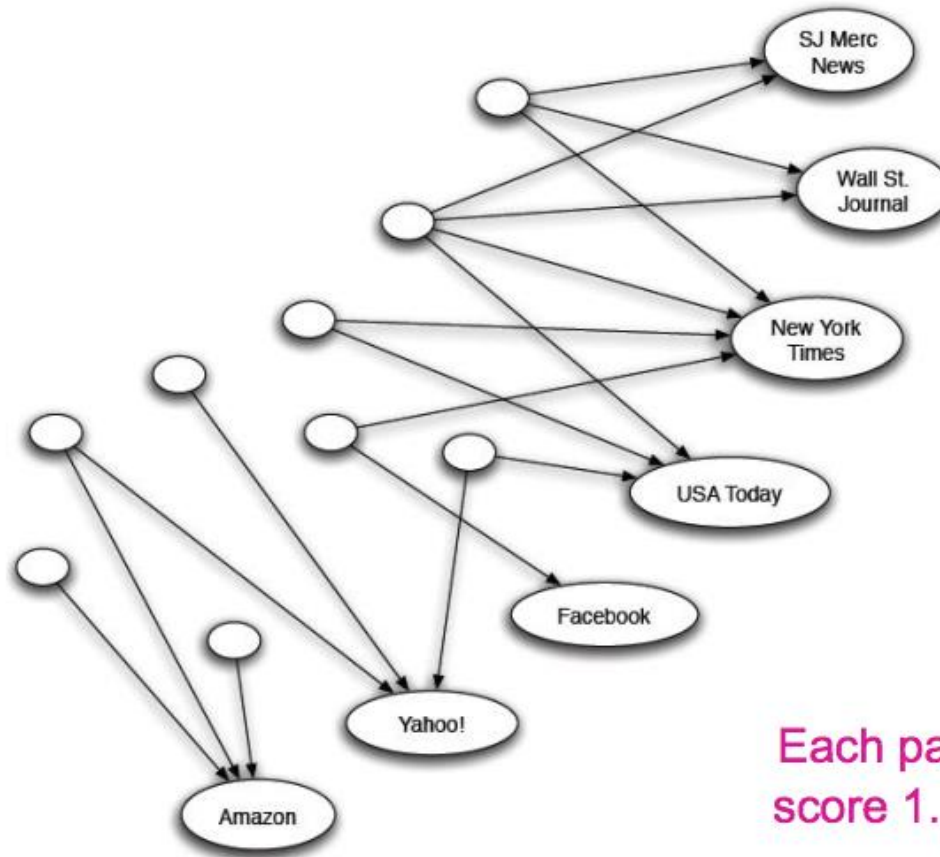 SJ Merc
News
Wall St.
Journal
New York
Times
USA Today
Facebook
Yahoo!
Amazon
Each pa
score 1.